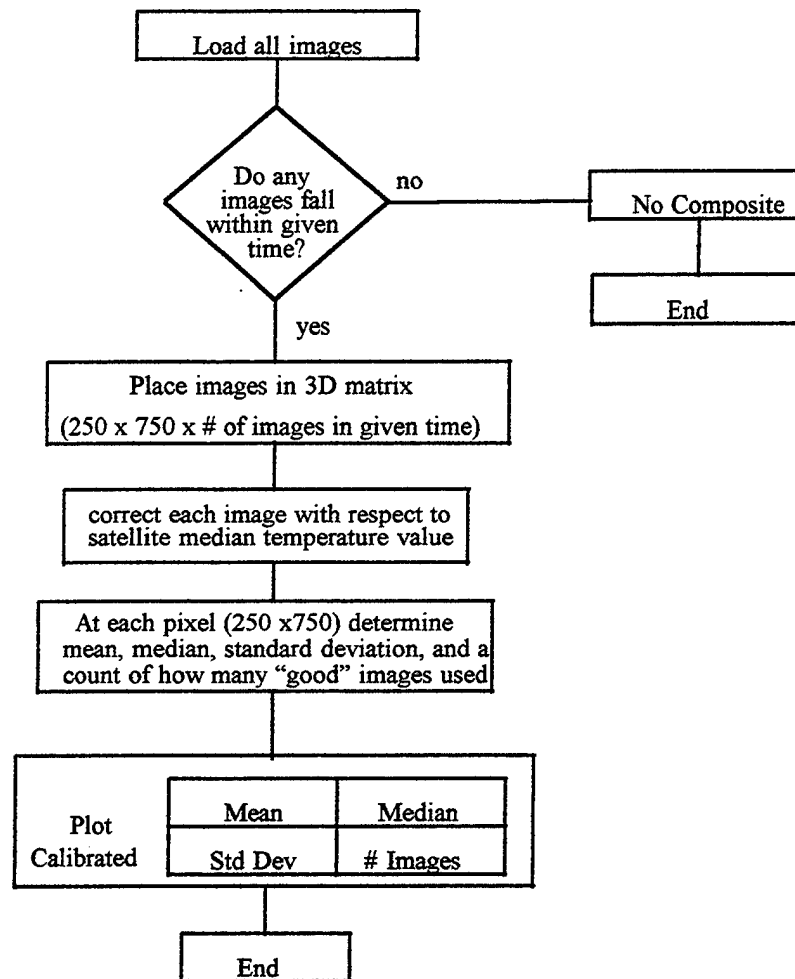 Load all images
Do any
images fall
within given
time?
no
No Composite
End
yes
Place images in 3D matrix
(250 x 750 x # of images in given time)
correct each image with respect to
satellite median temperature value
At each pixel (250 x750) determine
mean, median, standard deviation, and a
count of how many “good” images used
Plot
Calibrated
Mean
Median
Std Dev
# Images
End